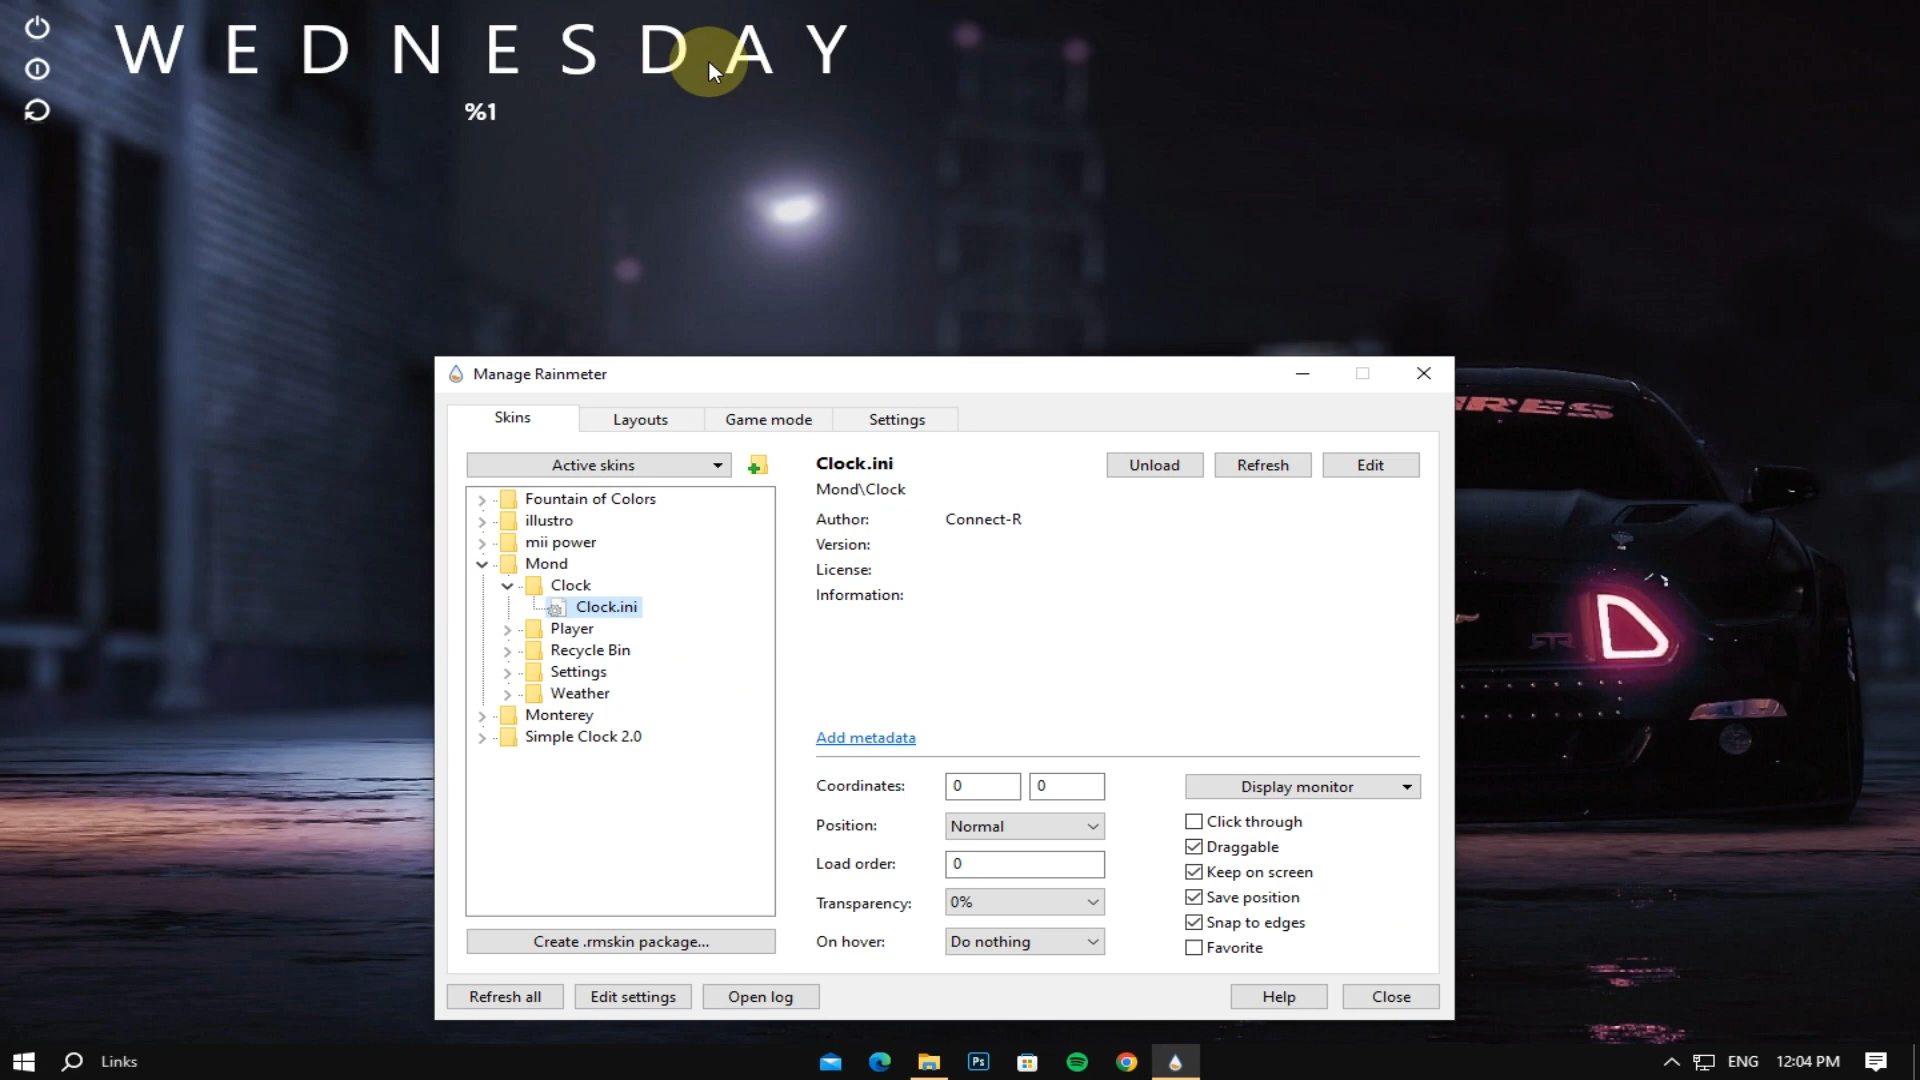 W E D N E S D A Y
%1
Manage Rainmeter
Skins
Layouts
Game mode
Settings
Active skins
Fountain of Colors
illustro
mii power
Mond
Clock
Clock.ini
Player
Recycle Bin
Settings
Weather
Monterey
Simple Clock 2.0
Create .rmskin package...
Clock.ini
Unload
Refresh
Edit
Mond\Clock
Author: Connect-R
Version:
License:
Information:
Add metadata
Coordinates: 0 0
Position: Normal
Load order: 0
Transparency: 0%
On hover: Do nothing
Display monitor
Click through
Draggable
Keep on screen
Save position
Snap to edges
Favorite
Refresh all
Edit settings
Open log
Help
Close
RTR
Links
Ps
ENG
12:04 PM